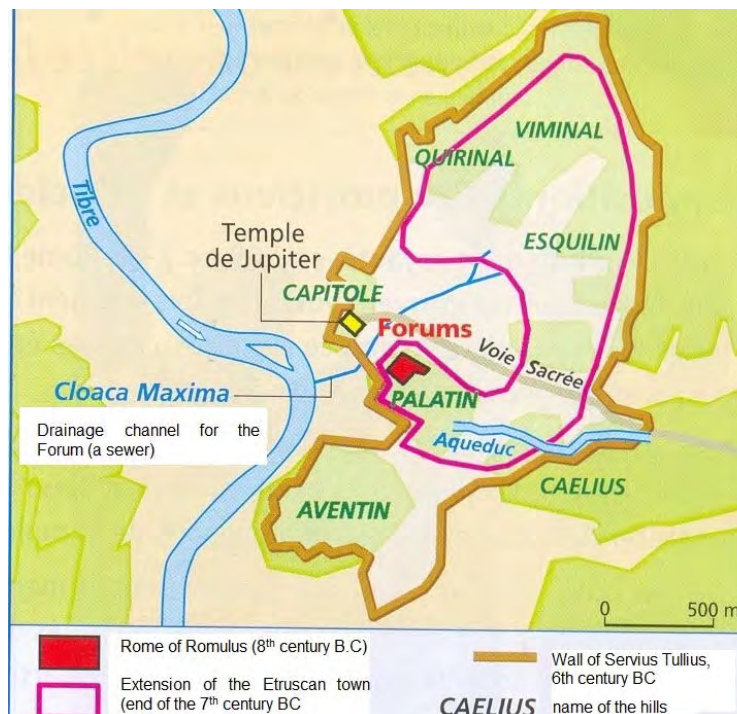 VIMINAL
QUIRINAL
Tibre
ESQUILIN
Temple
de Jupiter
CAPITOLE
Forums
Voie Sacrée
Cloaca Maxima
PALATIN
Drainage channel for the
Forum (a sewer)
Aqueduc
CAELIUS
AVENTIN
0 500 m
Rome of Romulus (8th century B.C)
Extension of the Etruscan town
(end of the 7th century BC
Wall of Servius Tullius,
6th century BC
CAELIUS name of the hills